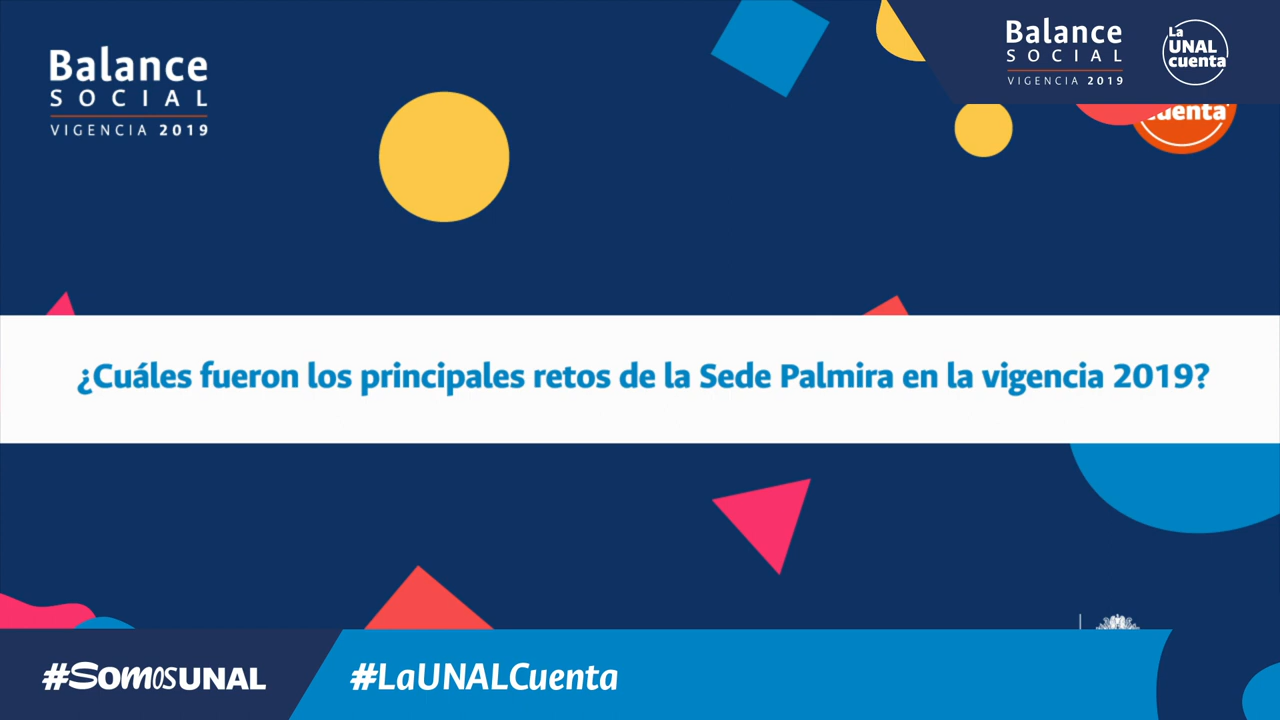 Balance
SOCIAL
VIGENCIA 2019
Balance
SOCIAL
VIGENCIA 2019
La
UNAL
cuenta
cuenta
¿Cuáles fueron los principales retos de la Sede Palmira en la vigencia 2019?
#SomosUNAL
#LaUNALCuenta